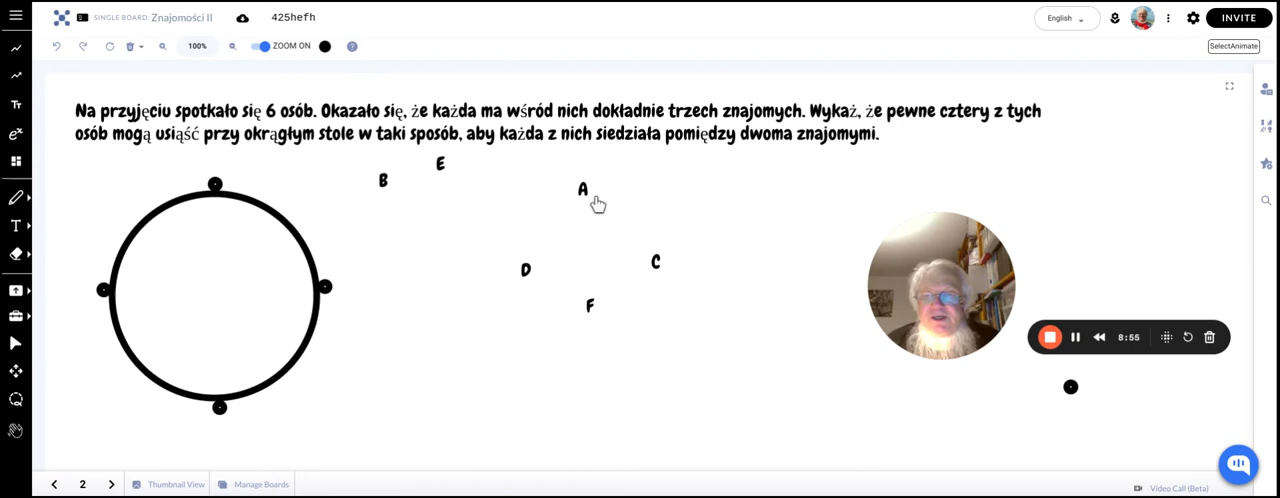 SINGLE BOARD: Znajomości II
425hefh
English
INVITE
100%
ZOOM ON
SelectAnimate
Na przyjęciu spotkało się 6 osób. Okazało się, że każda ma wśród nich dokładnie trzech znajomych. Wykaż, że pewne cztery z tych
osób mogą usiąść przy okrągłym stole w taki sposób, aby każda z nich siedziała pomiędzy dwoma znajomymi.
E
B
A
D
C
F
8:55
Tт
eˣ
T
2
Thumbnail View
Manage Boards
Video Call (Beta)